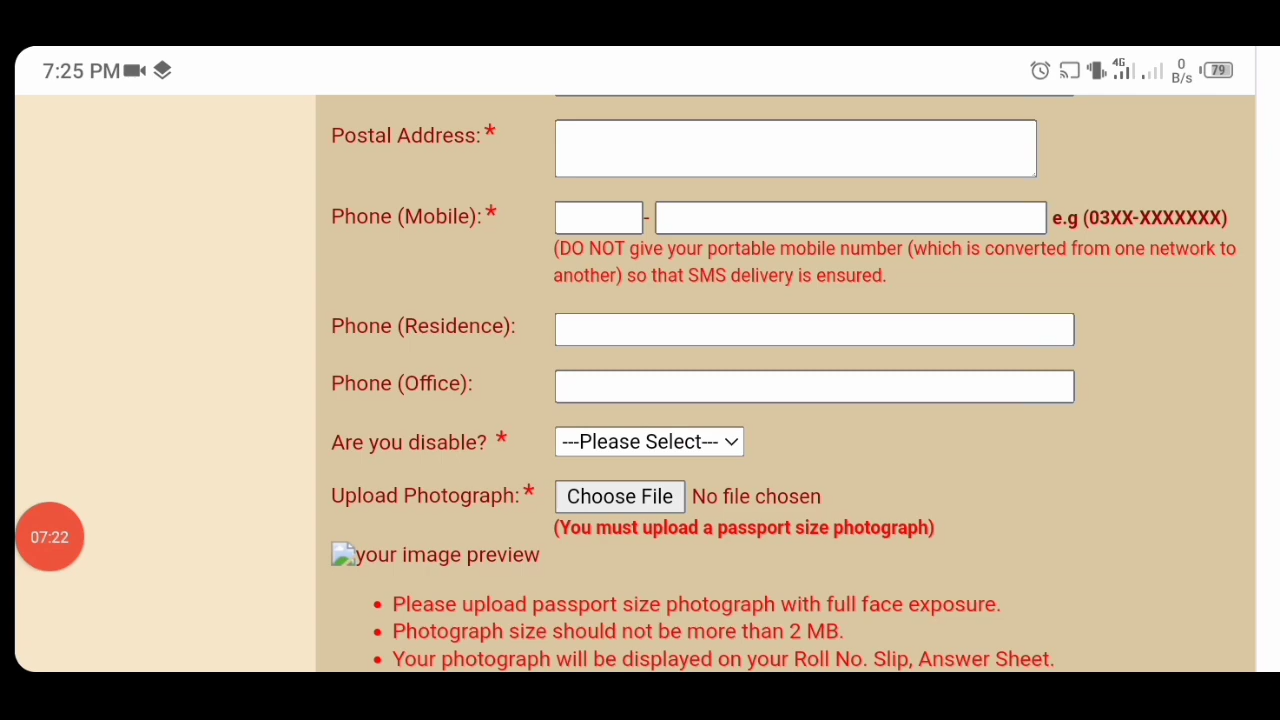 7:25 PM
4G
0
B/s
79
Postal Address:*
Phone (Mobile):* - e.g (03XX-XXXXXXX)
(DO NOT give your portable mobile number (which is converted from one network to
another) so that SMS delivery is ensured.
Phone (Residence):
Phone (Office):
Are you disable? * ---Please Select---
Upload Photograph:* Choose File No file chosen
(You must upload a passport size photograph)
07:22
your image preview
• Please upload passport size photograph with full face exposure.
• Photograph size should not be more than 2 MB.
• Your photograph will be displayed on your Roll No. Slip, Answer Sheet.